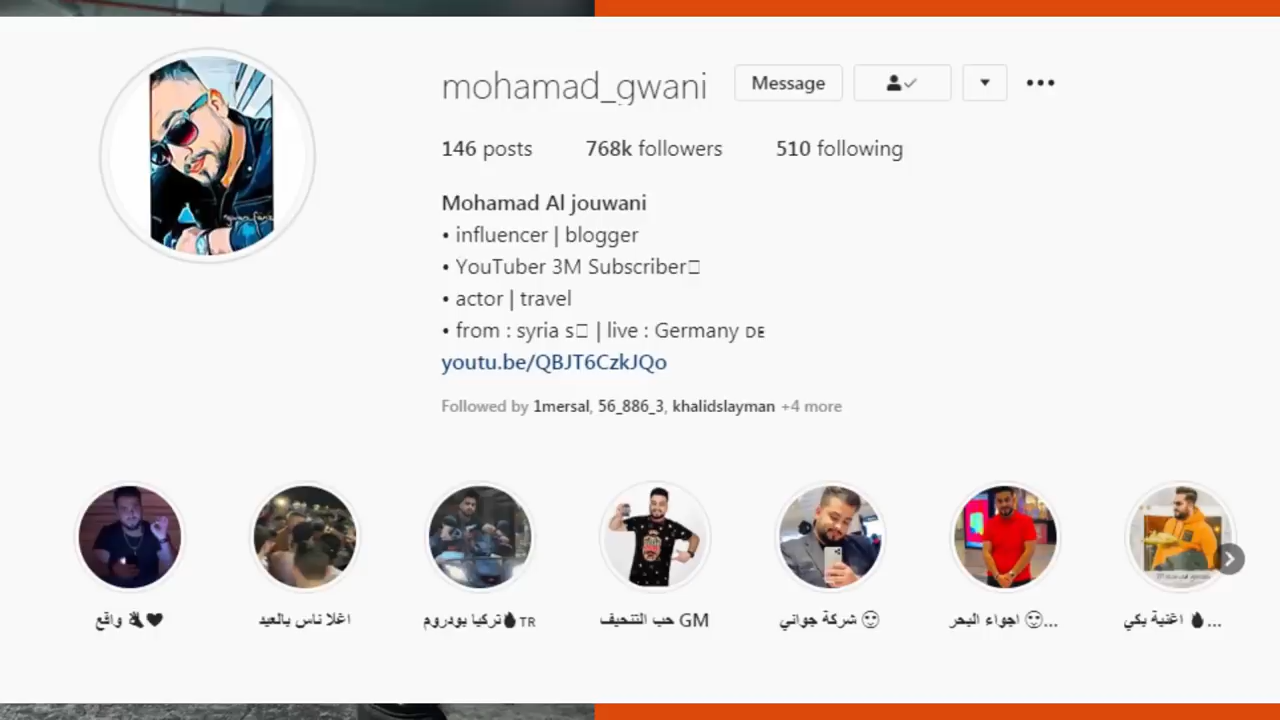 mohamad_gwani
Message
146 posts 768k followers 510 following
Mohamad Al jouwani
• influencer | blogger
• YouTuber 3M Subscriber
• actor | travel
• from : syria s | live : Germany DE
youtu.be/QBJT6CzkJQo
Followed by 1mersal, 56_886_3, khalidslayman +4 more
واقع
اغلا ناس بالعيد
تركيا بودروم TR
حب التنحيف GM
شركة جواني
اجواء البحر...
اغنية بكي...